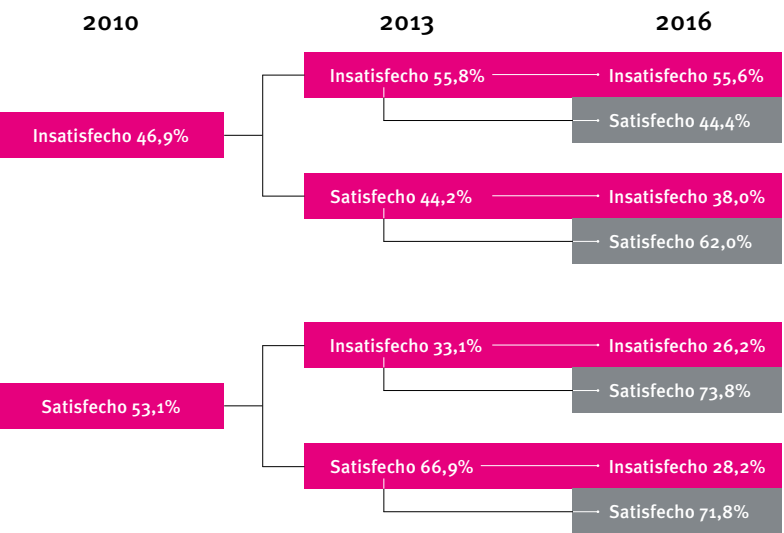 2010 2013 2016
Insatisfecho 55,8% Insatisfecho 55,6%
Satisfecho 44,4%
Insatisfecho 46,9%
Satisfecho 44,2% Insatisfecho 38,0%
Satisfecho 62,0%
Insatisfecho 33,1% Insatisfecho 26,2%
Satisfecho 73,8%
Satisfecho 53,1%
Satisfecho 66,9% Insatisfecho 28,2%
Satisfecho 71,8%